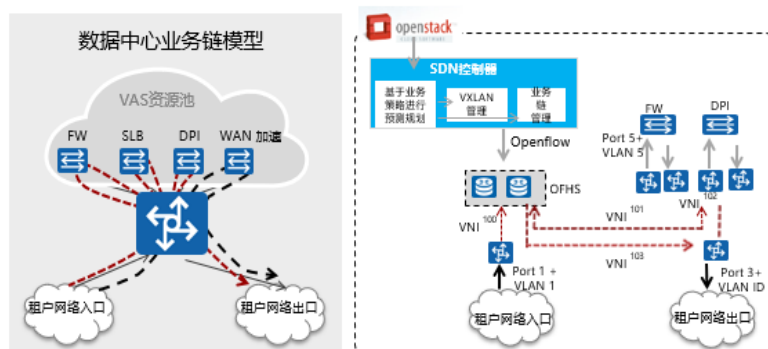 数据中心业务链模型
VAS资源池
FW
SLB
DPI
WAN 加速
租户网络入口
租户网络出口
openstack
SDN控制器
基于业务
策略进行
预测规划
VXLAN
管理
业务
链
管理
Openflow
OFHS
FW
DPI
Port 5+
VLAN 5
VNI 100
VNI 101
VNI 102
VNI 103
Port 1 +
VLAN 1
Port 3+
VLAN ID
租户网络入口
租户网络出口